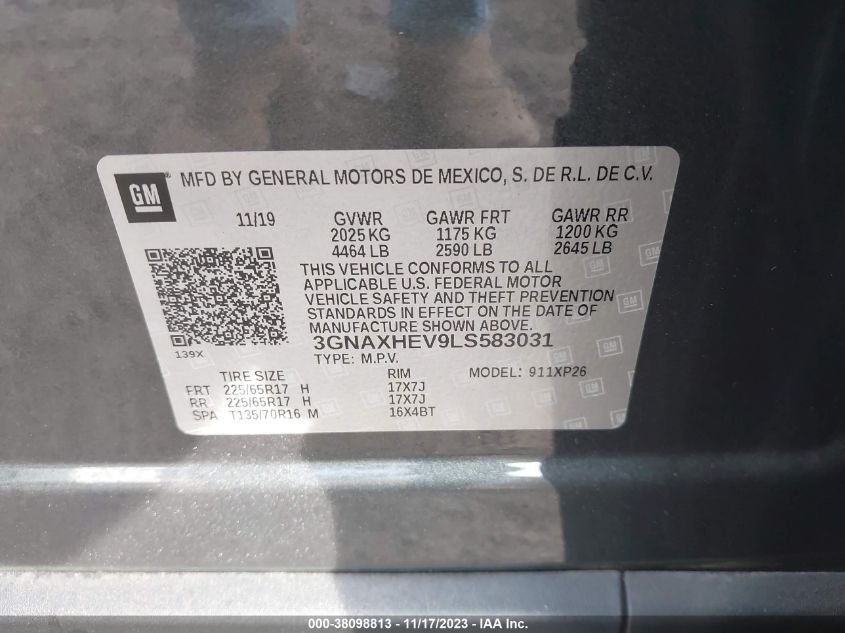 GM® MFD BY GENERAL MOTORS DE MEXICO, S. DE R.L. DE C.V.
11/19 GVWR GAWR FRT GAWR RR
2025 KG 1175 KG 1200 KG
4464 LB 2590 LB 2645 LB
THIS VEHICLE CONFORMS TO ALL
APPLICABLE U.S. FEDERAL MOTOR
VEHICLE SAFETY AND THEFT PREVENTION
STANDARDS IN EFFECT ON THE DATE OF
MANUFACTURE SHOWN ABOVE.
139X 3GNAXHEV9LS583031
TYPE: M.P.V.
TIRE SIZE RIM MODEL: 911XP26
FRT 225/65R17 H 17X7J
RR 225/65R17 H 17X7J
SPA T135/70R16 M 16X4BT
000-38098813 - 11/17/2023 - IAA, Inc.